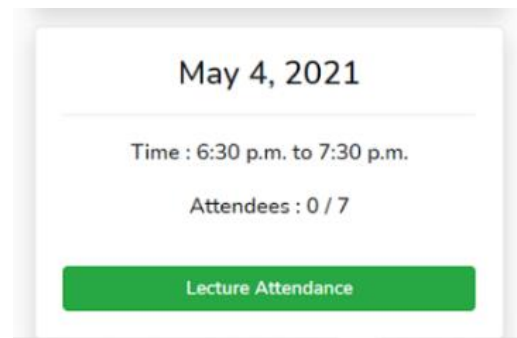 May 4, 2021
Time : 6:30 p.m. to 7:30 p.m.
Attendees : 0 / 7
Lecture Attendance